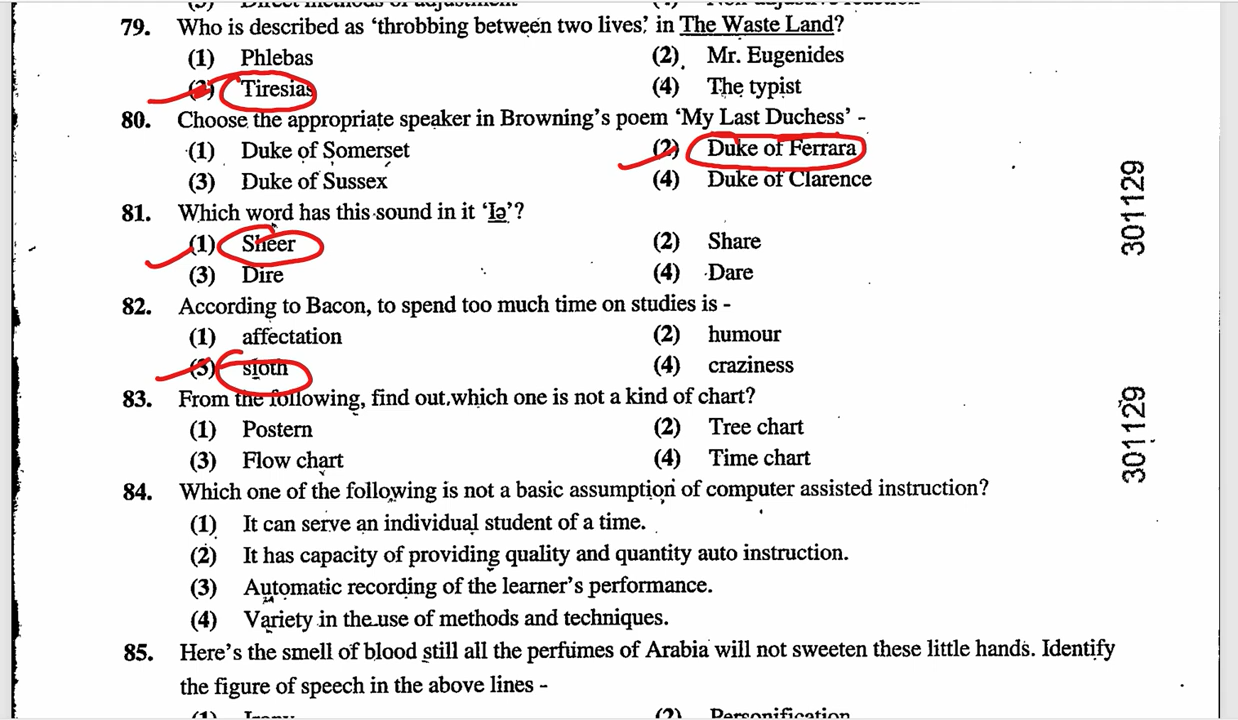 79. Who is described as ‘throbbing between two lives’ in The Waste Land?
(1) Phlebas (2) Mr. Eugenides
(3) Tiresias (4) The typist
80. Choose the appropriate speaker in Browning’s poem ‘My Last Duchess’ -
(1) Duke of Somerset (2) Duke of Ferrara
(3) Duke of Sussex (4) Duke of Clarence
81. Which word has this sound in it ‘Iə’?
(1) Sheer (2) Share
(3) Dire (4) Dare
82. According to Bacon, to spend too much time on studies is -
(1) affectation (2) humour
(3) sloth (4) craziness
83. From the following, find out which one is not a kind of chart?
(1) Postern (2) Tree chart
(3) Flow chart (4) Time chart
84. Which one of the following is not a basic assumption of computer assisted instruction?
(1) It can serve an individual student of a time.
(2) It has capacity of providing quality and quantity auto instruction.
(3) Automatic recording of the learner’s performance.
(4) Variety in the use of methods and techniques.
85. Here’s the smell of blood still all the perfumes of Arabia will not sweeten these little hands. Identify
the figure of speech in the above lines -
(1) Irony (2) Personification
301129
301129